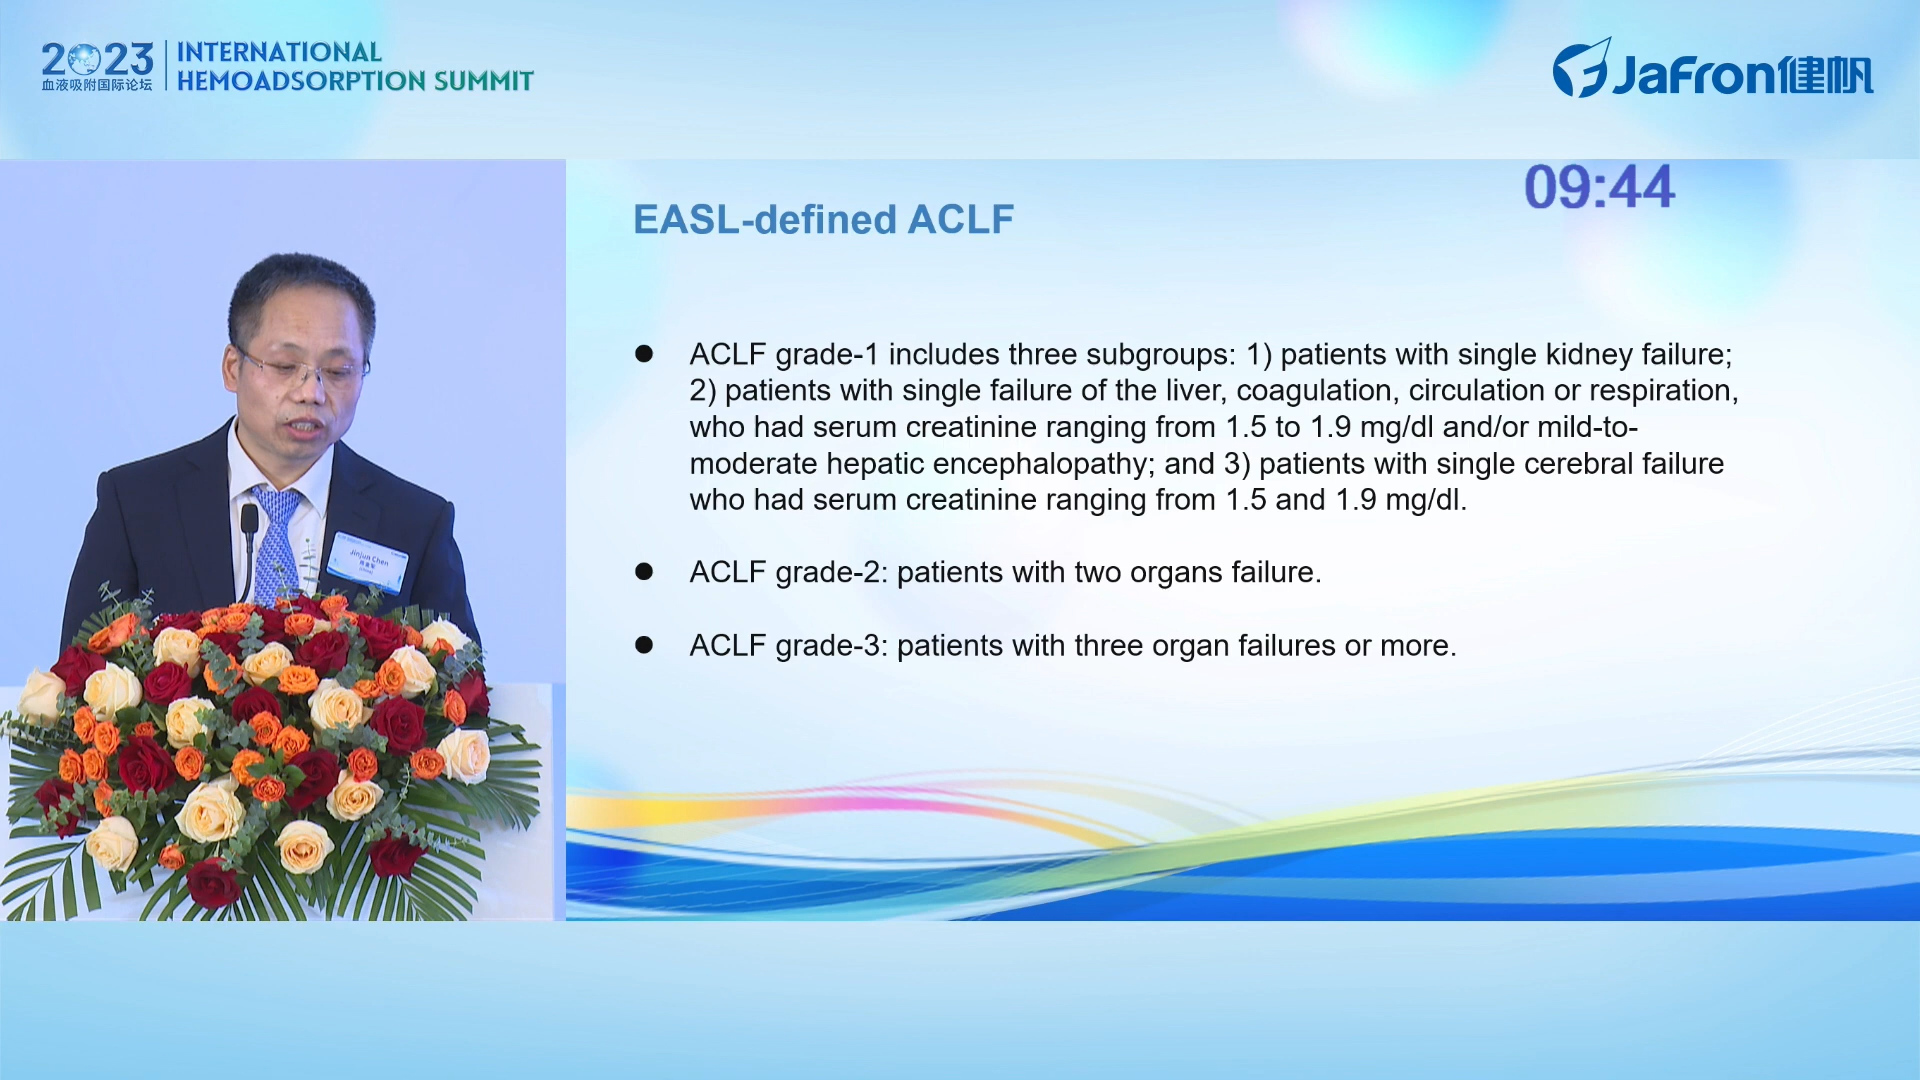 2023
血液吸附国际论坛
INTERNATIONAL
HEMOADSORPTION SUMMIT
JaFron健帆
09:44
EASL-defined ACLF
● ACLF grade-1 includes three subgroups: 1) patients with single kidney failure;
2) patients with single failure of the liver, coagulation, circulation or respiration,
who had serum creatinine ranging from 1.5 to 1.9 mg/dl and/or mild-to-
moderate hepatic encephalopathy; and 3) patients with single cerebral failure
who had serum creatinine ranging from 1.5 and 1.9 mg/dl.
● ACLF grade-2: patients with two organs failure.
● ACLF grade-3: patients with three organ failures or more.
Jinjun Chen